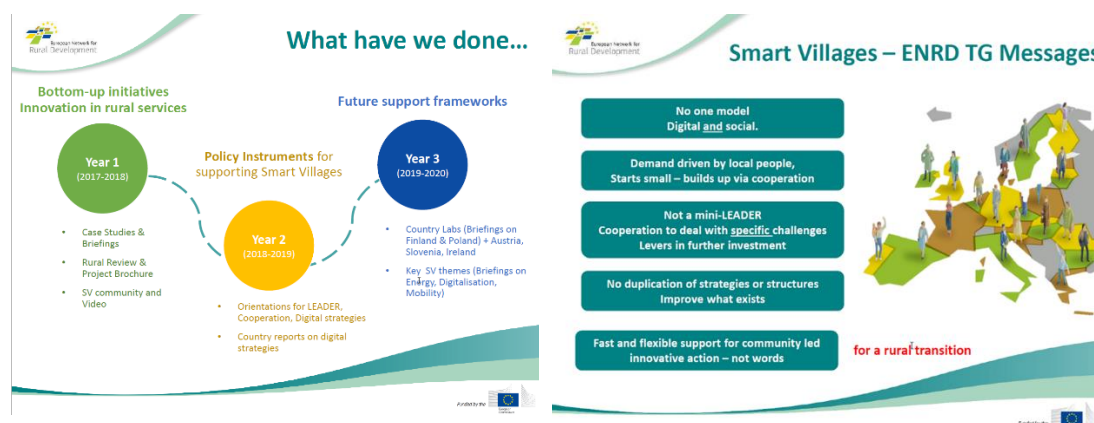 European Network for
Rural Development
What have we done...
Bottom-up initiatives
Innovation in rural services
Year 1
(2017-2018)
• Case Studies &
Briefings
• Rural Review &
Project Brochure
• SV community and
Video
Policy Instruments for
supporting Smart Villages
Year 2
(2018-2019)
• Orientations for LEADER,
Cooperation, Digital strategies
• Country reports on digital
strategies
Future support frameworks
Year 3
(2019-2020)
• Country Labs (Briefings on
Finland & Poland) + Austria,
Slovenia, Ireland
• Key SV themes (Briefings on
Energy, Digitalisation,
Mobility)
Funded by the
European Network for
Rural Development
Smart Villages – ENRD TG Messages
No one model
Digital and social.
Demand driven by local people,
Starts small – builds up via cooperation
Not a mini-LEADER
Cooperation to deal with specific challenges
Levers in further investment
No duplication of strategies or structures
Improve what exists
Fast and flexible support for community led
innovative action – not words
for a rural transition
Funded by the